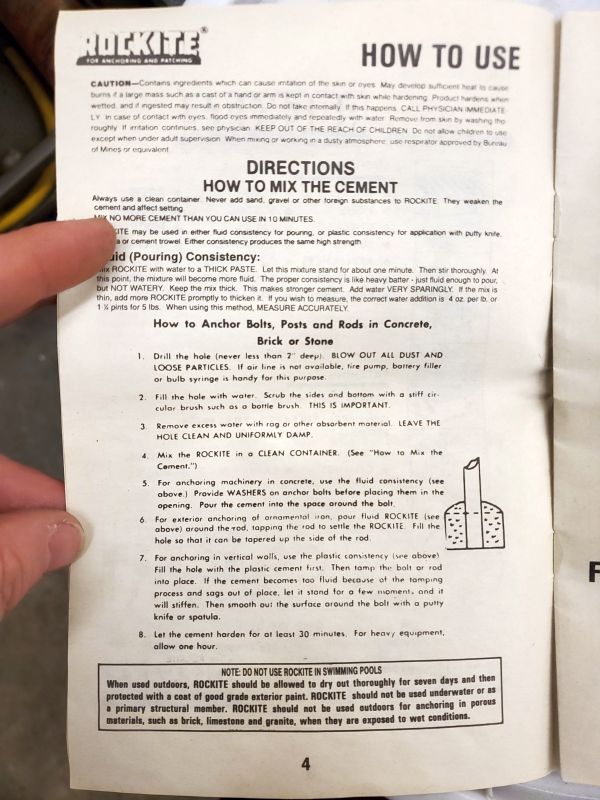 ROCKITE®
FOR ANCHORING AND PATCHING
HOW TO USE
CAUTION—Contains ingredients which can cause irritation of the skin or eyes. May develop sufficient heat to cause
burns if a large mass such as a cast of a hand or arm is kept in contact with skin while hardening. Product hardens when
wetted, and if ingested may result in obstruction. Do not take internally. If this happens, CALL PHYSICIAN IMMEDIATE-
LY. In case of contact with eyes, flood eyes immediately and repeatedly with water. Remove from skin by washing tho-
roughly. If irritation continues, see physician. KEEP OUT OF THE REACH OF CHILDREN. Do not allow children to use
except when under adult supervision. When mixing or working in a dusty atmosphere, use respirator approved by Bureau
of Mines or equivalent.
DIRECTIONS
HOW TO MIX THE CEMENT
Always use a clean container. Never add sand, gravel or other foreign substances to ROCKITE. They weaken the
cement and affect setting.
MIX NO MORE CEMENT THAN YOU CAN USE IN 10 MINUTES.
KITE may be used in either fluid consistency for pouring, or plastic consistency for application with putty knife,
or cement trowel. Either consistency produces the same high strength.
uid (Pouring) Consistency:
Mix ROCKITE with water to a THICK PASTE. Let this mixture stand for about one minute. Then stir thoroughly. At
this point, the mixture will become more fluid. The proper consistency is like heavy batter - just fluid enough to pour,
but NOT WATERY. Keep the mix thick. This makes stronger cement. Add water VERY SPARINGLY. If the mix is
thin, add more ROCKITE promptly to thicken it. If you wish to measure, the correct water addition is 4 oz. per lb. or
1 ¼ pints for 5 lbs. When using this method, MEASURE ACCURATELY.
How to Anchor Bolts, Posts and Rods in Concrete,
Brick or Stone
1. Drill the hole (never less than 2" deep). BLOW OUT ALL DUST AND
LOOSE PARTICLES. If air line is not available, tire pump, battery filler
or bulb syringe is handy for this purpose.
2. Fill the hole with water. Scrub the sides and bottom with a stiff cir-
cular brush such as a bottle brush. THIS IS IMPORTANT.
3. Remove excess water with rag or other absorbent material. LEAVE THE
HOLE CLEAN AND UNIFORMLY DAMP.
4. Mix the ROCKITE in a CLEAN CONTAINER. (See "How to Mix the
Cement.")
5. For anchoring machinery in concrete, use the fluid consistency (see
above.) Provide WASHERS on anchor bolts before placing them in the
opening. Pour the cement into the space around the bolt.
6. For exterior anchoring of ornamental iron, pour fluid ROCKITE (see
above) around the rod, tapping the rod to settle the ROCKITE. Fill the
hole so that it can be tapered up the side of the rod.
7. For anchoring in vertical walls, use the plastic consistency (see above)
Fill the hole with the plastic cement first. Then tamp the bolt or rod
into place. If the cement becomes too fluid because of the tamping
process and sags out of place, let it stand for a few moments, and it
will stiffen. Then smooth out the surface around the bolt with a putty
knife or spatula.
8. Let the cement harden for at least 30 minutes. For heavy equipment,
allow one hour.
NOTE: DO NOT USE ROCKITE IN SWIMMING POOLS
When used outdoors, ROCKITE should be allowed to dry out thoroughly for seven days and then
protected with a coat of good grade exterior paint. ROCKITE should not be used underwater or as
a primary structural member. ROCKITE should not be used outdoors for anchoring in porous
materials, such as brick, limestone and granite, when they are exposed to wet conditions.
4